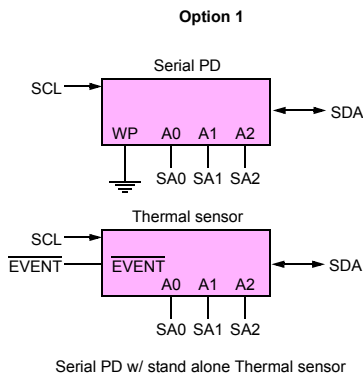 Option 1
Serial PD
SCL
SDA
WP A0 A1 A2
SA0 SA1 SA2
Thermal sensor
SCL
EVENT EVENT
SDA
A0 A1 A2
SA0 SA1 SA2
Serial PD w/ stand alone Thermal sensor